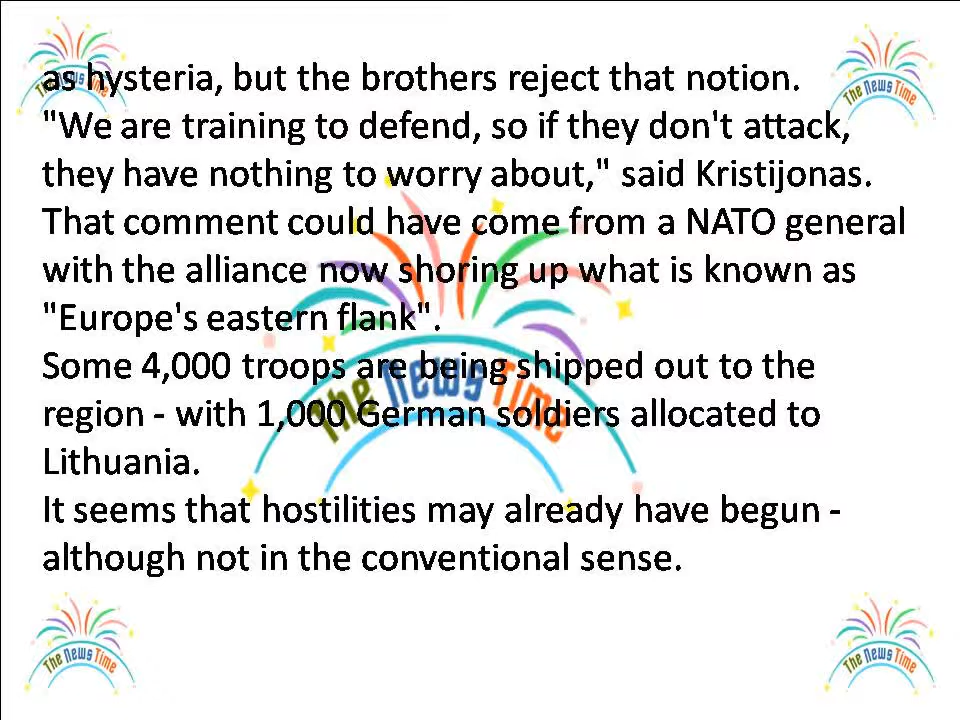 as hysteria, but the brothers reject that notion.
"We are training to defend, so if they don't attack,
they have nothing to worry about," said Kristijonas.
That comment could have come from a NATO general
with the alliance now shoring up what is known as
"Europe's eastern flank".
Some 4,000 troops are being shipped out to the
region - with 1,000 German soldiers allocated to
Lithuania.
It seems that hostilities may already have begun -
although not in the conventional sense.
The News Time
The News Time
The News Time
The News Time
The News Time